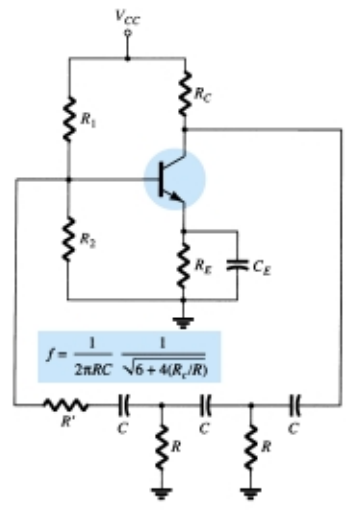 V_CC
R_C
R_1
R_2
R_E
C_E
f = 1/(2πRC) 1/√(6 + 4(R_c/R))
R'
C
C
C
R
R